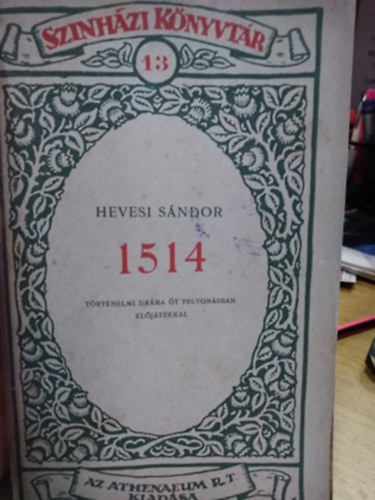 SZINHÁZI KÖNYVTÁR
13
HEVESI SÁNDOR
1514
TÖRTÉNELMI DRÁMA ÖT FELVONÁSBAN
ELŐJÁTÉKKAL
AZ ATHENAEUM R.T.
KIADÁSA